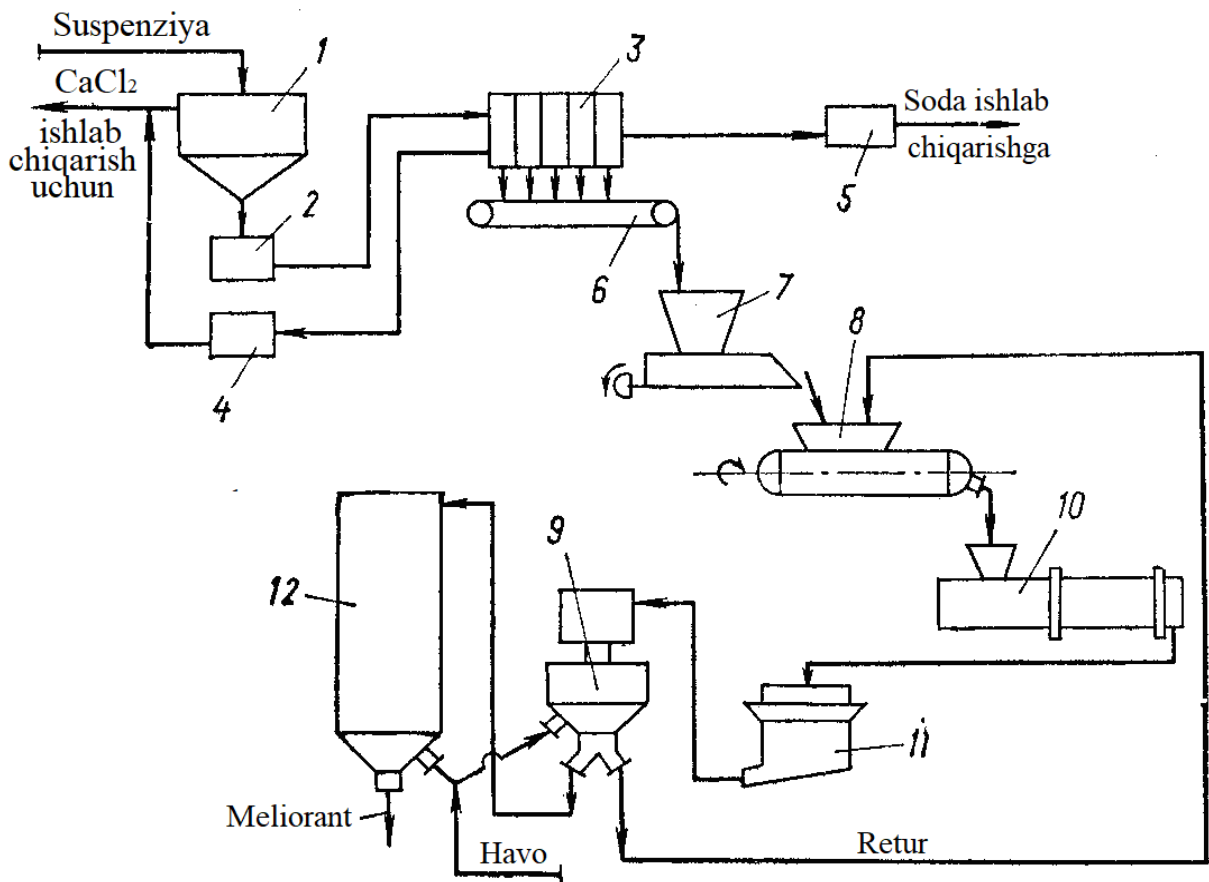 Suspenziya
1
3
CaCl₂
ishlab
chiqarish
uchun
Soda ishlab
chiqarishga
5
2
6
7
4
8
9
10
12
11
Meliorant
Havo
Retur